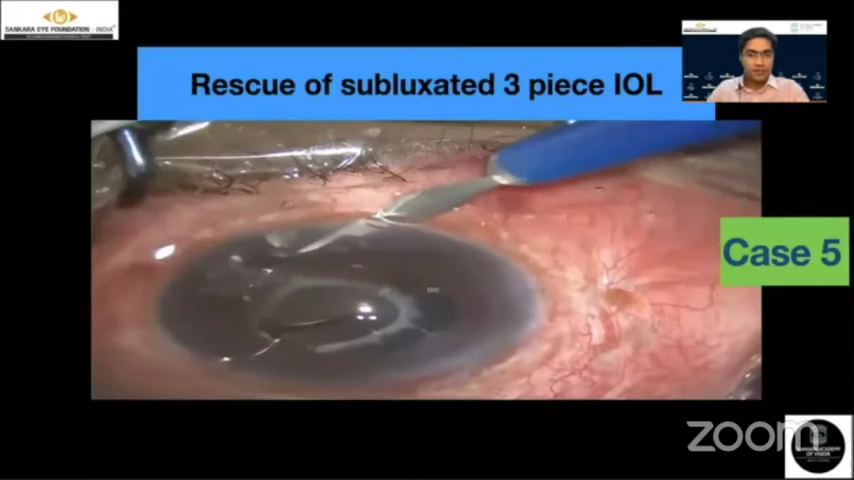 SANKARA EYE FOUNDATION - INDIA
Rescue of subluxated 3 piece IOL
Case 5
zoom